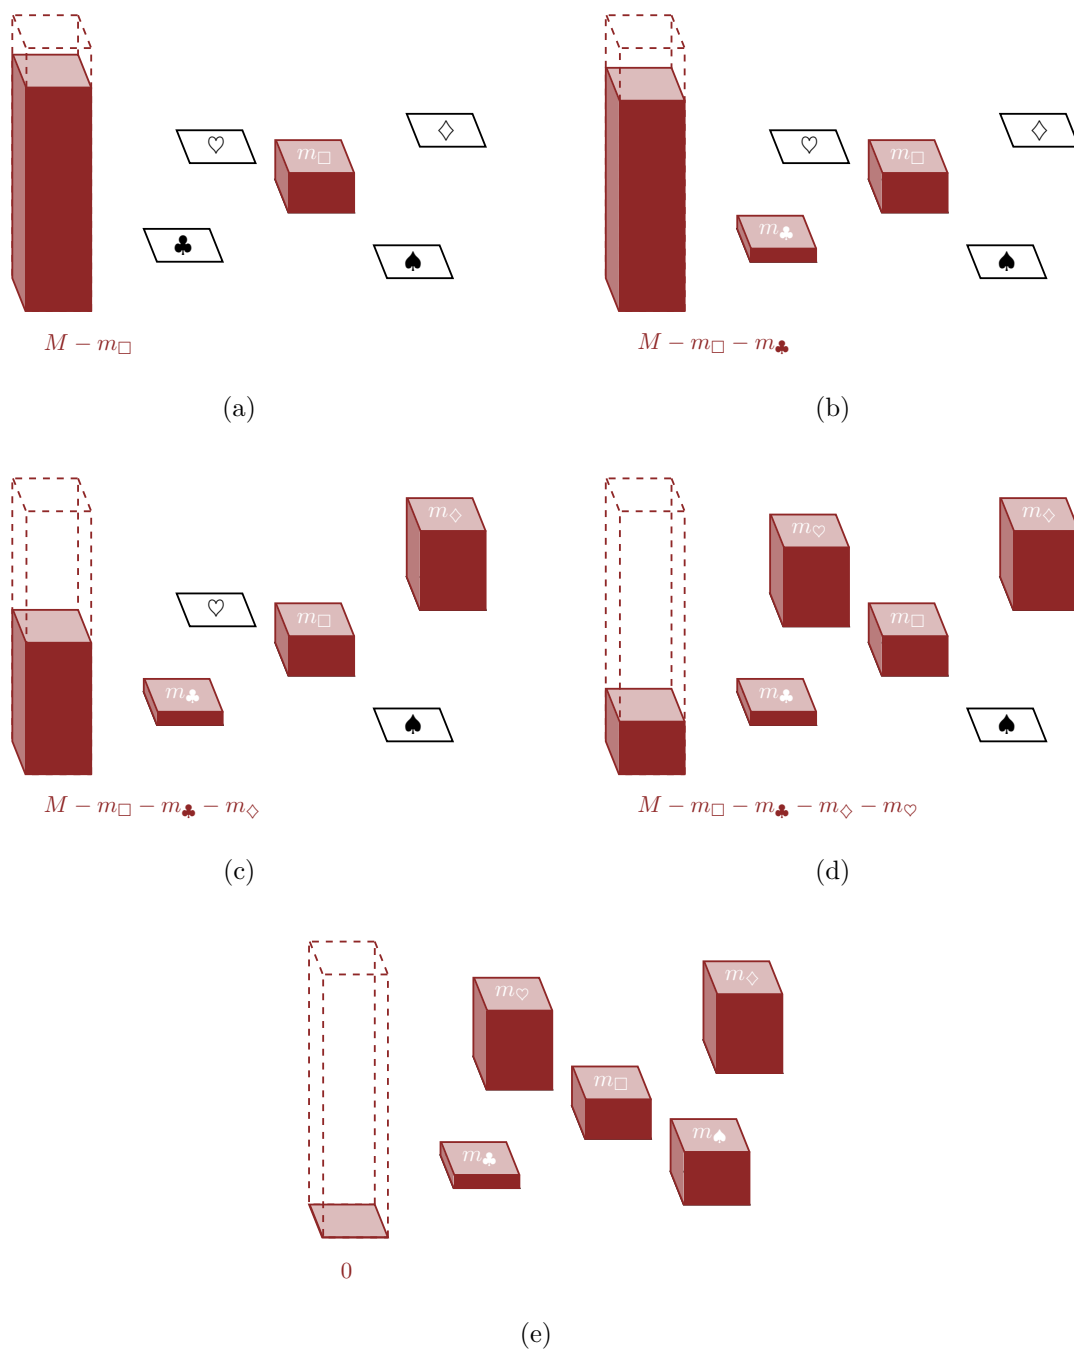 ♡ ♢
m□
♣
♠
M − m□
(a)
♡ ♢
m□
m♣
♠
M − m□ − m♣
(b)
m♢
♡
m□
m♣
♠
M − m□ − m♣ − m♢
(c)
m♡ m♢
m□
m♣
♠
M − m□ − m♣ − m♢ − m♡
(d)
m♡ m♢
m□
m♠
m♣
0
(e)